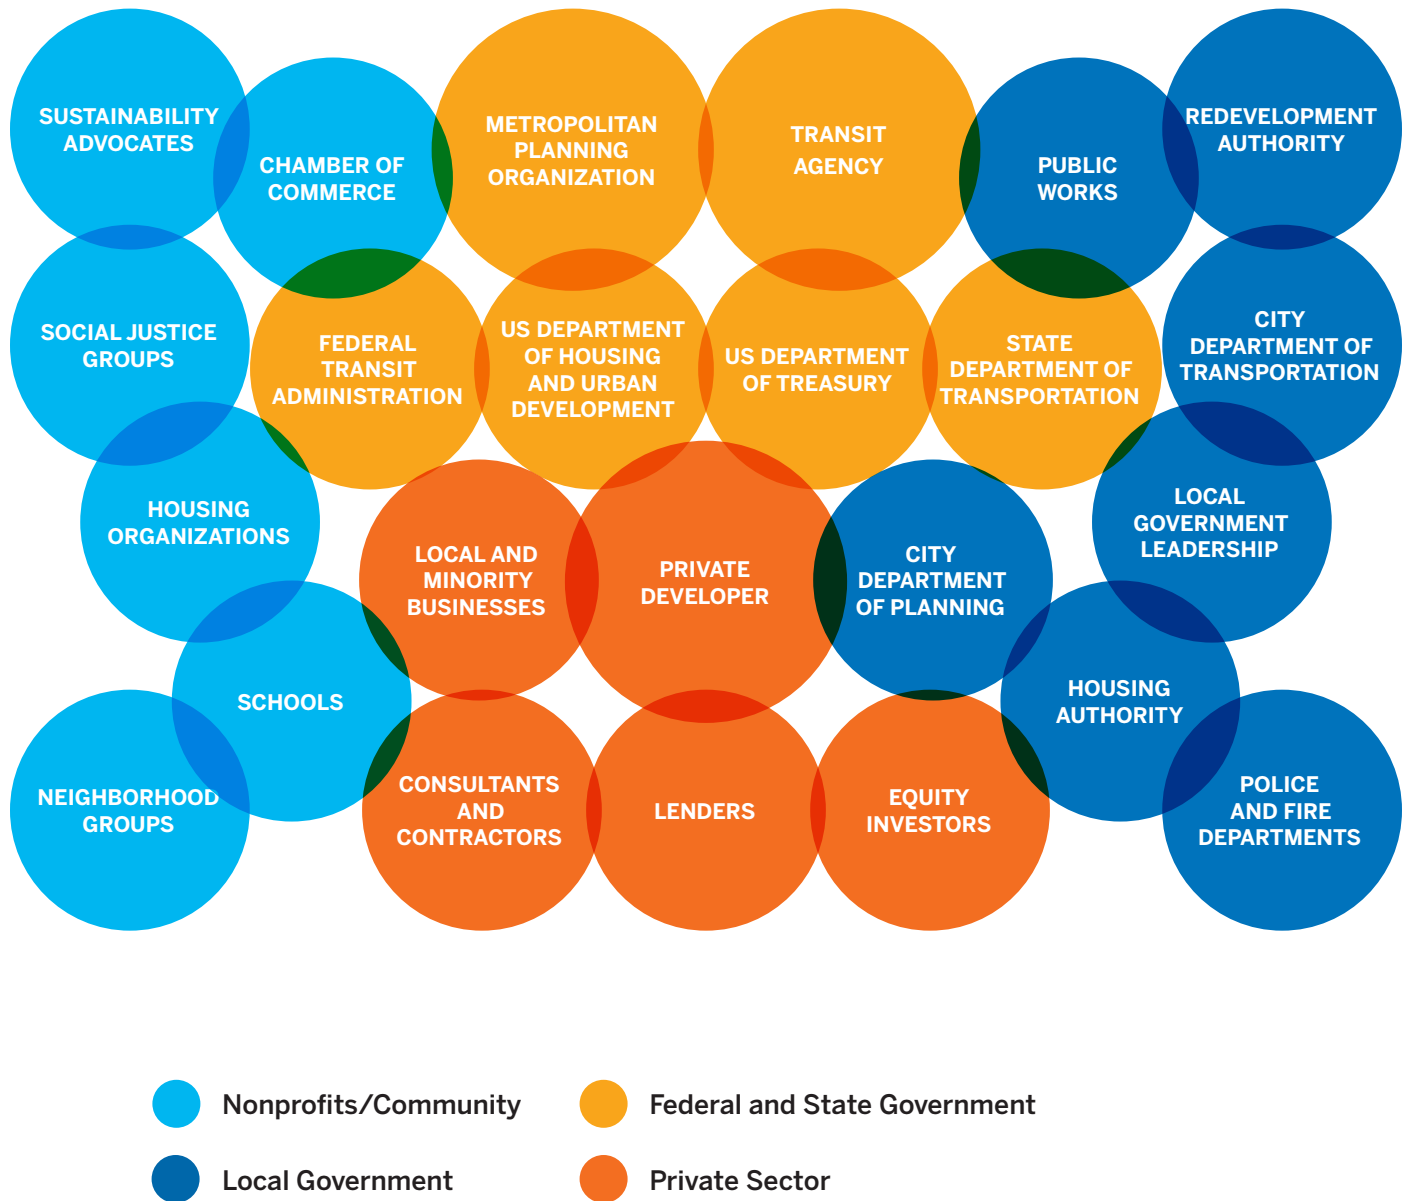 SUSTAINABILITY
ADVOCATES
CHAMBER OF
COMMERCE
METROPOLITAN
PLANNING
ORGANIZATION
TRANSIT
AGENCY
PUBLIC
WORKS
REDEVELOPMENT
AUTHORITY
SOCIAL JUSTICE
GROUPS
FEDERAL
TRANSIT
ADMINISTRATION
US DEPARTMENT
OF HOUSING
AND URBAN
DEVELOPMENT
US DEPARTMENT
OF TREASURY
STATE
DEPARTMENT OF
TRANSPORTATION
CITY
DEPARTMENT OF
TRANSPORTATION
HOUSING
ORGANIZATIONS
LOCAL AND
MINORITY
BUSINESSES
PRIVATE
DEVELOPER
CITY
DEPARTMENT
OF PLANNING
LOCAL
GOVERNMENT
LEADERSHIP
SCHOOLS
HOUSING
AUTHORITY
NEIGHBORHOOD
GROUPS
CONSULTANTS
AND
CONTRACTORS
LENDERS
EQUITY
INVESTORS
POLICE
AND FIRE
DEPARTMENTS
Nonprofits/Community
Federal and State Government
Local Government
Private Sector